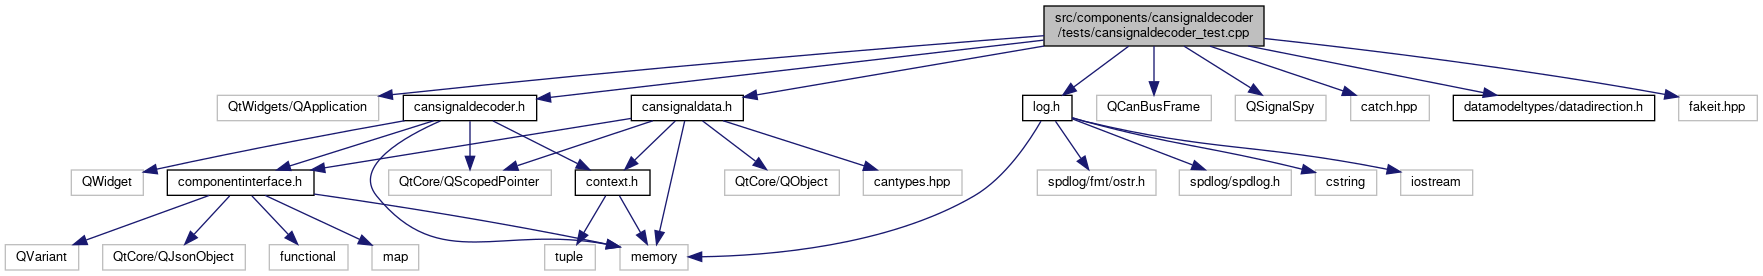 src/components/cansignaldecoder
/tests/cansignaldecoder_test.cpp
QtWidgets/QApplication
cansignaldecoder.h
cansignaldata.h
log.h
QCanBusFrame
QSignalSpy
catch.hpp
datamodeltypes/datadirection.h
fakeit.hpp
QWidget
componentinterface.h
QtCore/QScopedPointer
context.h
QtCore/QObject
cantypes.hpp
spdlog/fmt/ostr.h
spdlog/spdlog.h
cstring
iostream
QVariant
QtCore/QJsonObject
functional
map
tuple
memory